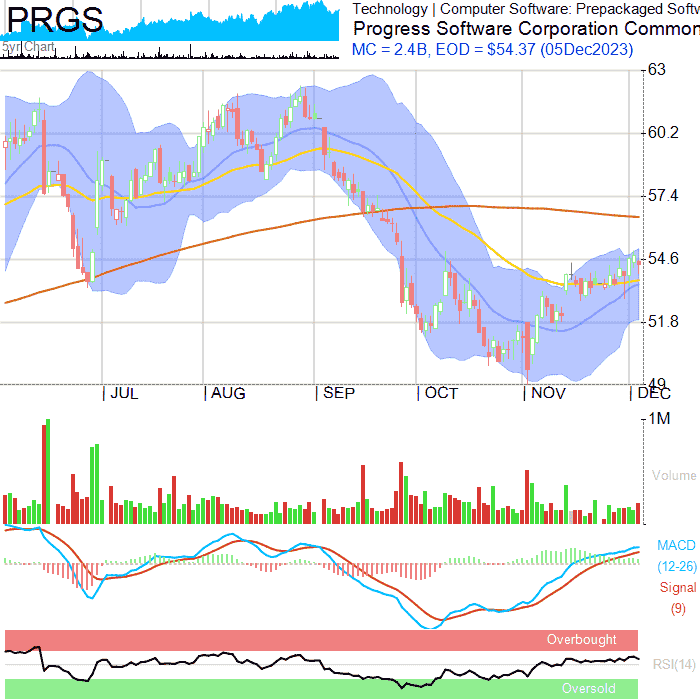 PRGS
5yr Chart
Technology | Computer Software: Prepackaged Softw
Progress Software Corporation Common
MC = 2.4B, EOD = $54.37 (05Dec2023)
63
60.2
57.4
54.6
51.8
49
JUL
AUG
SEP
OCT
NOV
DEC
1M
Volume
MACD
(12-26)
Signal
(9)
Overbought
RSI(14)
Oversold